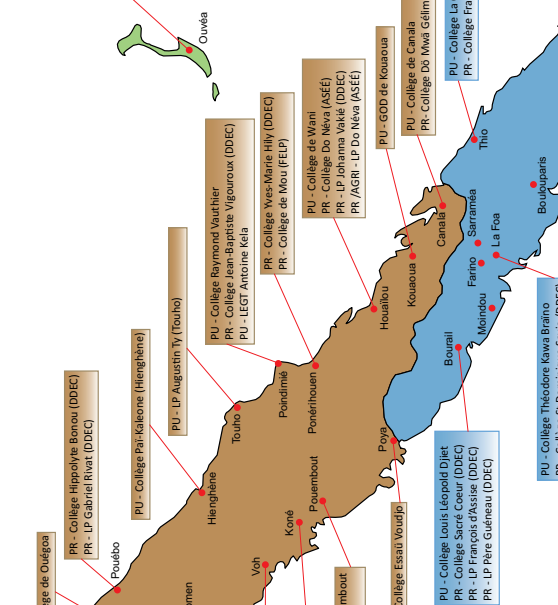 Ouvéa
PU - Collège de Canala
PR- Collège Dö Mwâ Gélim
PU - Collège La
PR - Collège Fra
PU - GOD de Kouaoua
PU - Collège de Wani
PR - Collège Do Néva (ASÉÉ)
PR - LP Johanna Vakié (DDEC)
PR /AGRI - LP Do Néva (ASÉÉ)
PR - Collège Yves-Marie Hily (DDEC)
PR - Collège de Mou (FELP)
PU - Collège Raymond Vauthier
PR - Collège Jean-Baptiste Vigouroux (DDEC)
PU - LEGT Antoine Kela
PU - LP Augustin Ty (Touho)
PU - Collège Paï-Kaleone (Hienghène)
PR - Collège Hippolyte Bonou (DDEC)
PR - LP Gabriel Rivat (DDEC)
ège de Ouégoa
Thio
Boulouparis
Canala
Sarraméa
La Foa
Farino
Kouaoua
Moindou
Houaïlou
Bourail
Poindimié
Ponérihouen
Touho
Poya
Hienghène
Pouembout
Koné
Voh
Pouébo
omen
mbout
ollège Essaü Voudjo
PU - Collège Louis Léopold Djiet
PR - Collège Sacré Coeur (DDEC)
PR - LP François d'Assise (DDEC)
PR - LP Père Guéneau (DDEC)
PU - Collège Théodore Kawa Braïno